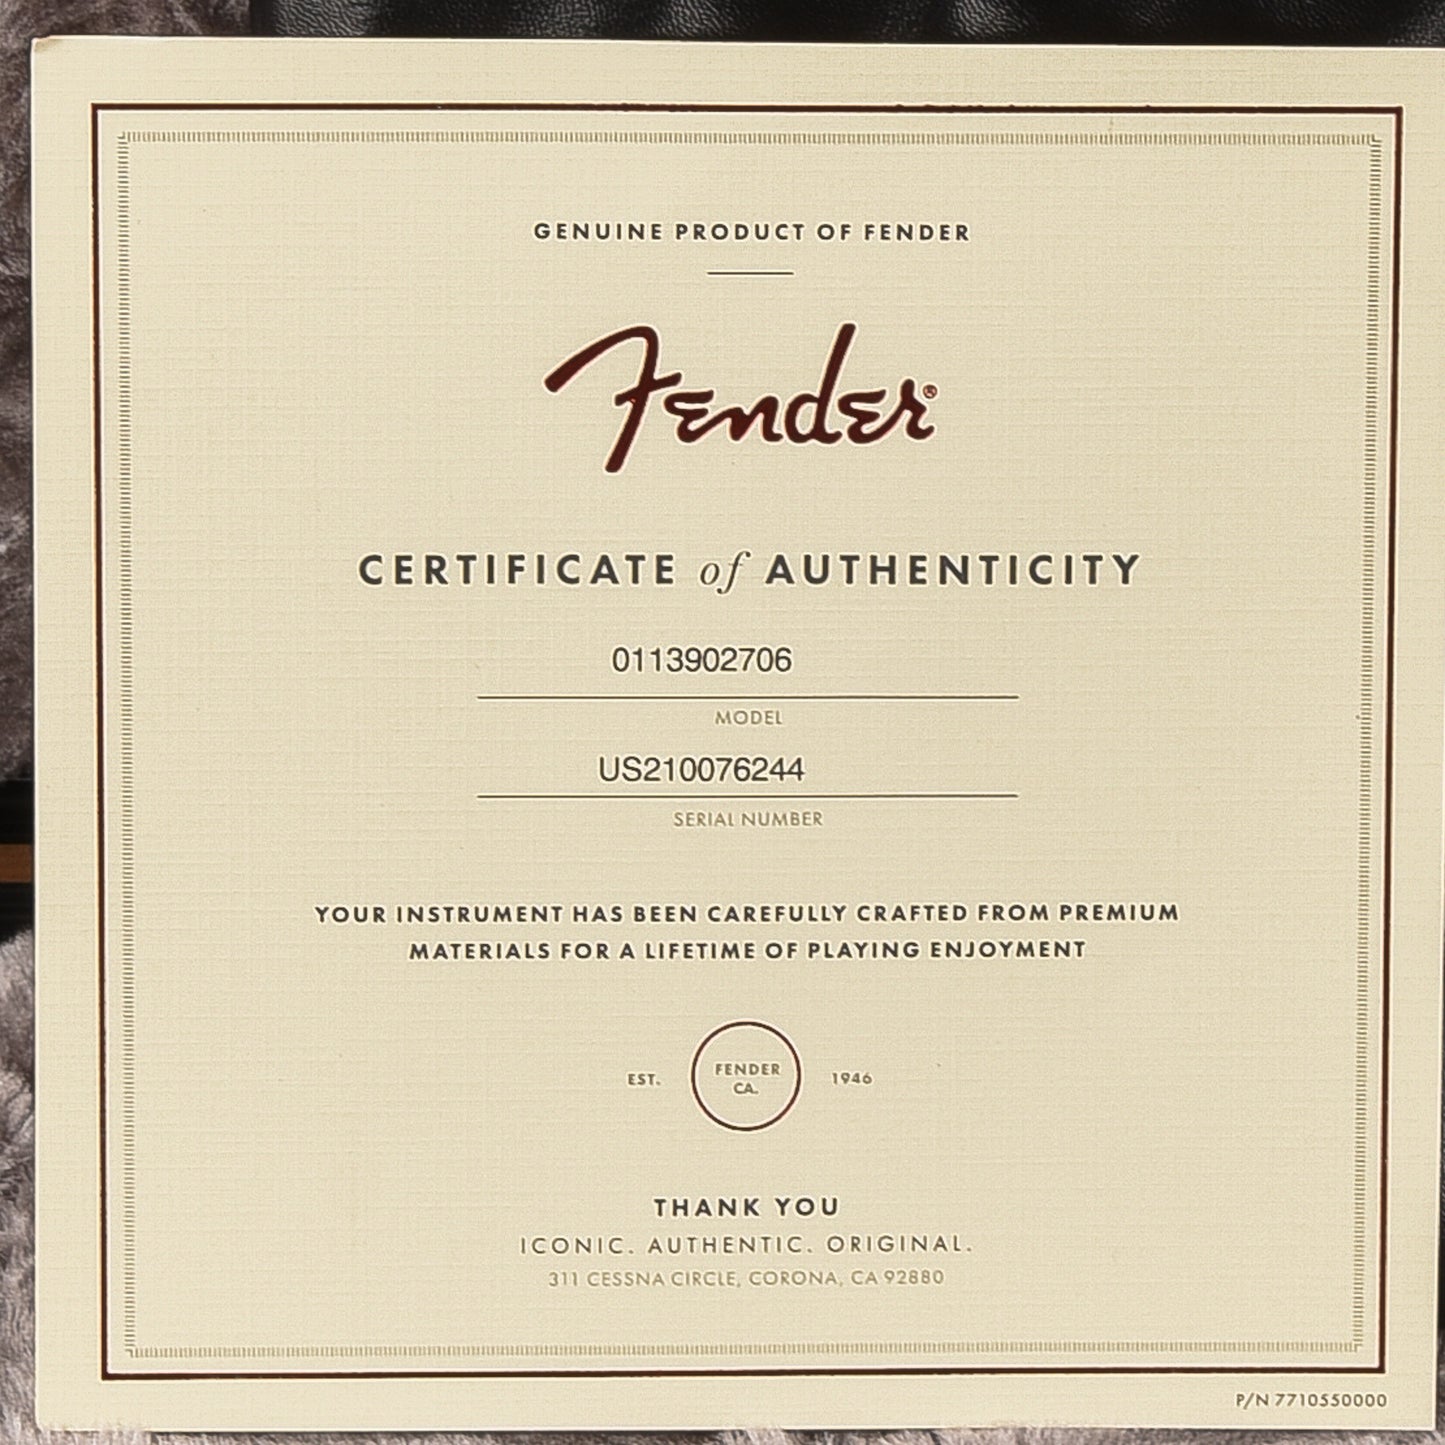 GENUINE PRODUCT OF FENDER
Fender®
CERTIFICATE of AUTHENTICITY
0113902706
MODEL
US210076244
SERIAL NUMBER
YOUR INSTRUMENT HAS BEEN CAREFULLY CRAFTED FROM PREMIUM
MATERIALS FOR A LIFETIME OF PLAYING ENJOYMENT
EST. FENDER CA. 1946
THANK YOU
ICONIC. AUTHENTIC. ORIGINAL.
311 CESSNA CIRCLE, CORONA, CA 92880
P/N 7710550000